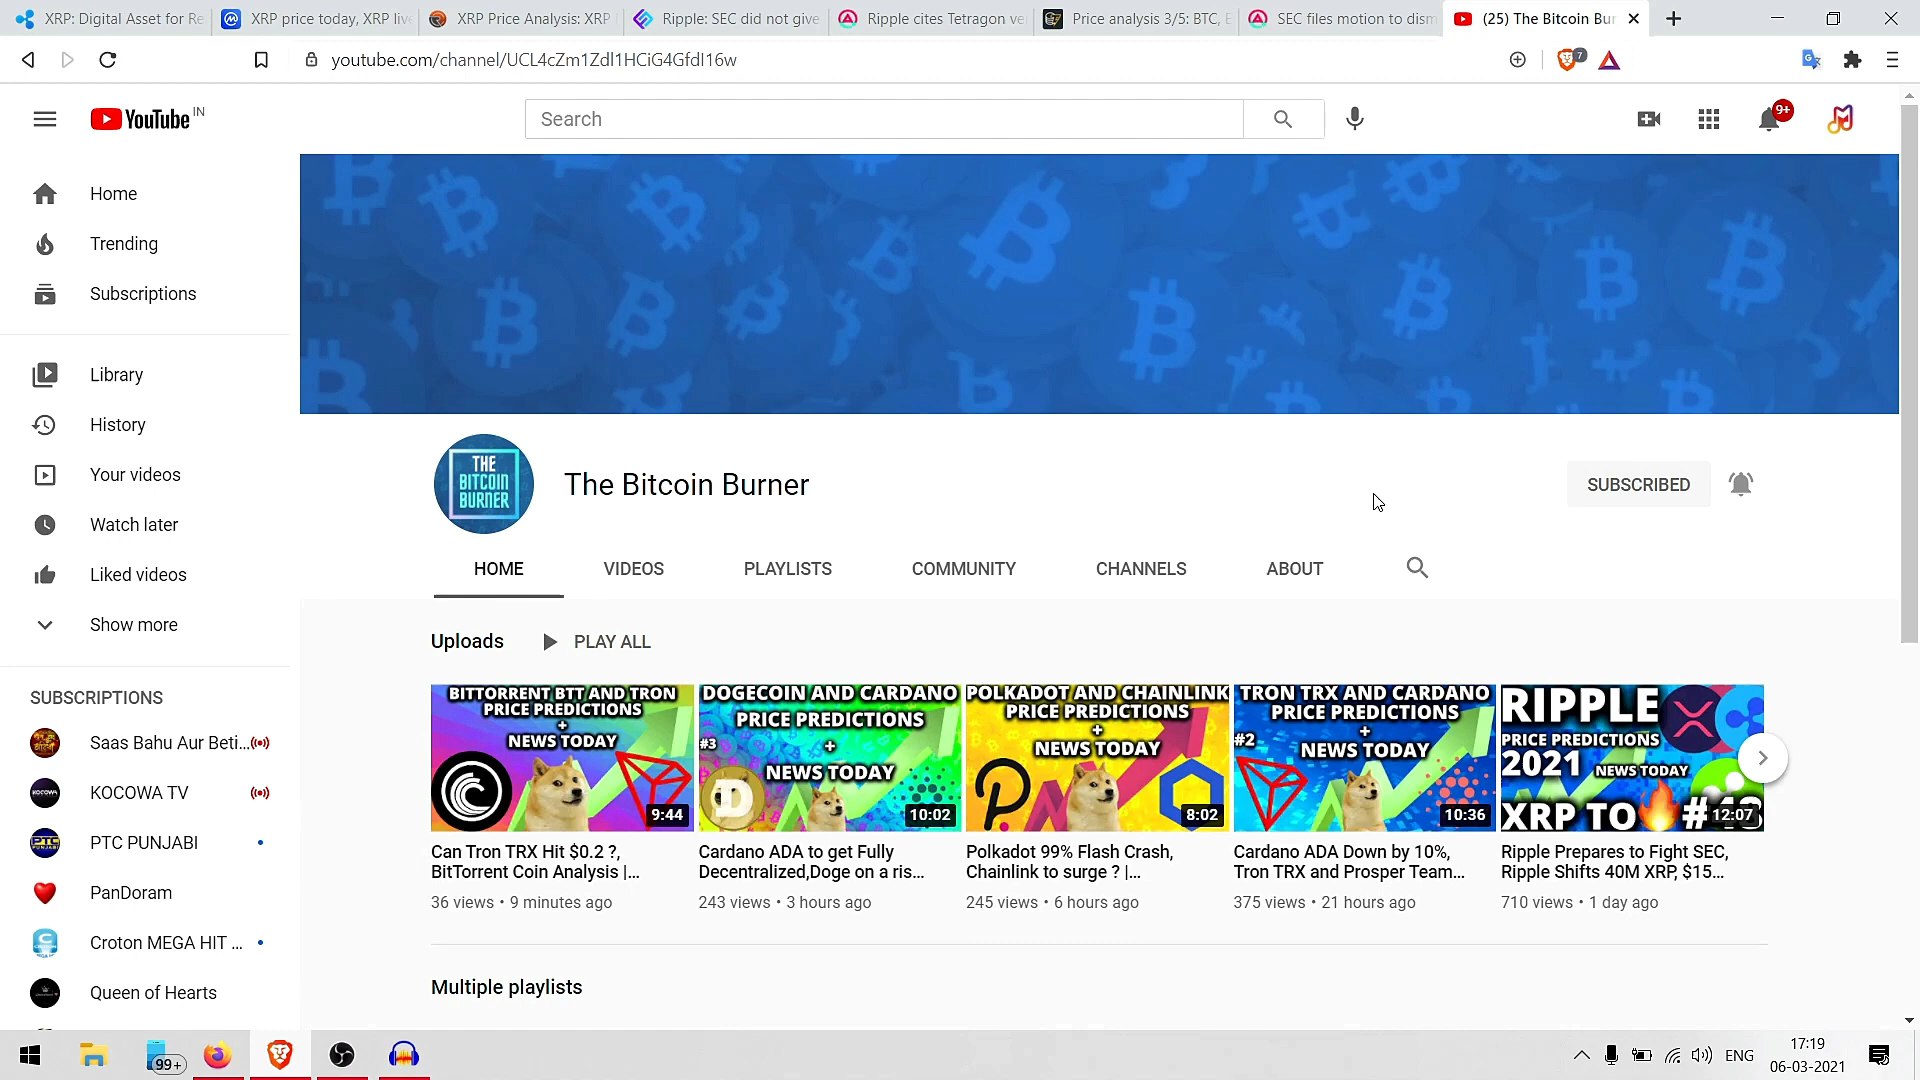 XRP: Digital Asset for Re
XRP price today, XRP live
XRP Price Analysis: XRP
Ripple: SEC did not give
Ripple cites Tetragon ve
Price analysis 3/5: BTC, E
SEC files motion to dism
(25) The Bitcoin Bur
youtube.com/channel/UCL4cZm1Zdl1HCiG4GfdI16w
7
YouTube IN
Search
9+
Home
Trending
Subscriptions
Library
History
Your videos
Watch later
Liked videos
Show more
SUBSCRIPTIONS
Saas Bahu Aur Beti...
KOCOWA TV
PTC PUNJABI
PanDoram
Croton MEGA HIT ...
Queen of Hearts
THE
BITCOIN
BURNER
The Bitcoin Burner
SUBSCRIBED
HOME
VIDEOS
PLAYLISTS
COMMUNITY
CHANNELS
ABOUT
Uploads
PLAY ALL
BITTORRENT BTT AND TRON
PRICE PREDICTIONS
+
NEWS TODAY
9:44
Can Tron TRX Hit $0.2 ?,
BitTorrent Coin Analysis |...
36 views • 9 minutes ago
DOGECOIN AND CARDANO
PRICE PREDICTIONS
#3
+
NEWS TODAY
10:02
Cardano ADA to get Fully
Decentralized,Doge on a ris...
243 views • 3 hours ago
POLKADOT AND CHAINLINK
PRICE PREDICTIONS
+
NEWS TODAY
8:02
Polkadot 99% Flash Crash,
Chainlink to surge ? |...
245 views • 6 hours ago
TRON TRX AND CARDANO
PRICE PREDICTIONS
+
#2
NEWS TODAY
10:36
Cardano ADA Down by 10%,
Tron TRX and Prosper Team...
375 views • 21 hours ago
RIPPLE
PRICE PREDICTIONS
2021 NEWS TODAY
XRP TO
12:07
Ripple Prepares to Fight SEC,
Ripple Shifts 40M XRP, $15...
710 views • 1 day ago
Multiple playlists
99+
ENG
17:19
06-03-2021